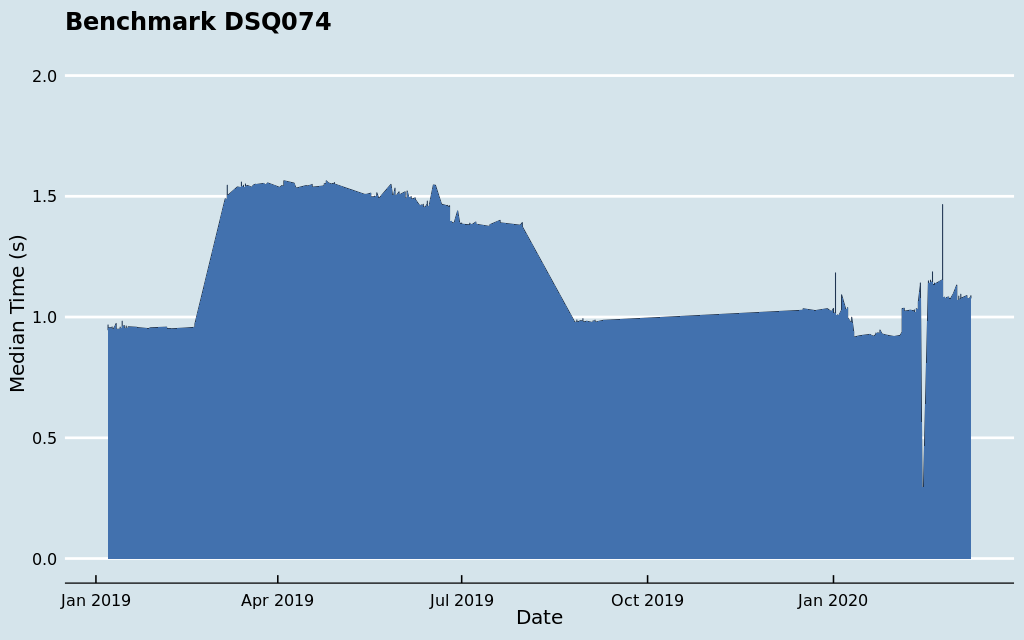 Benchmark DSQ074
2.0
1.5
1.0
0.5
0.0
Median Time (s)
Jan 2019
Apr 2019
Jul 2019
Oct 2019
Jan 2020
Date